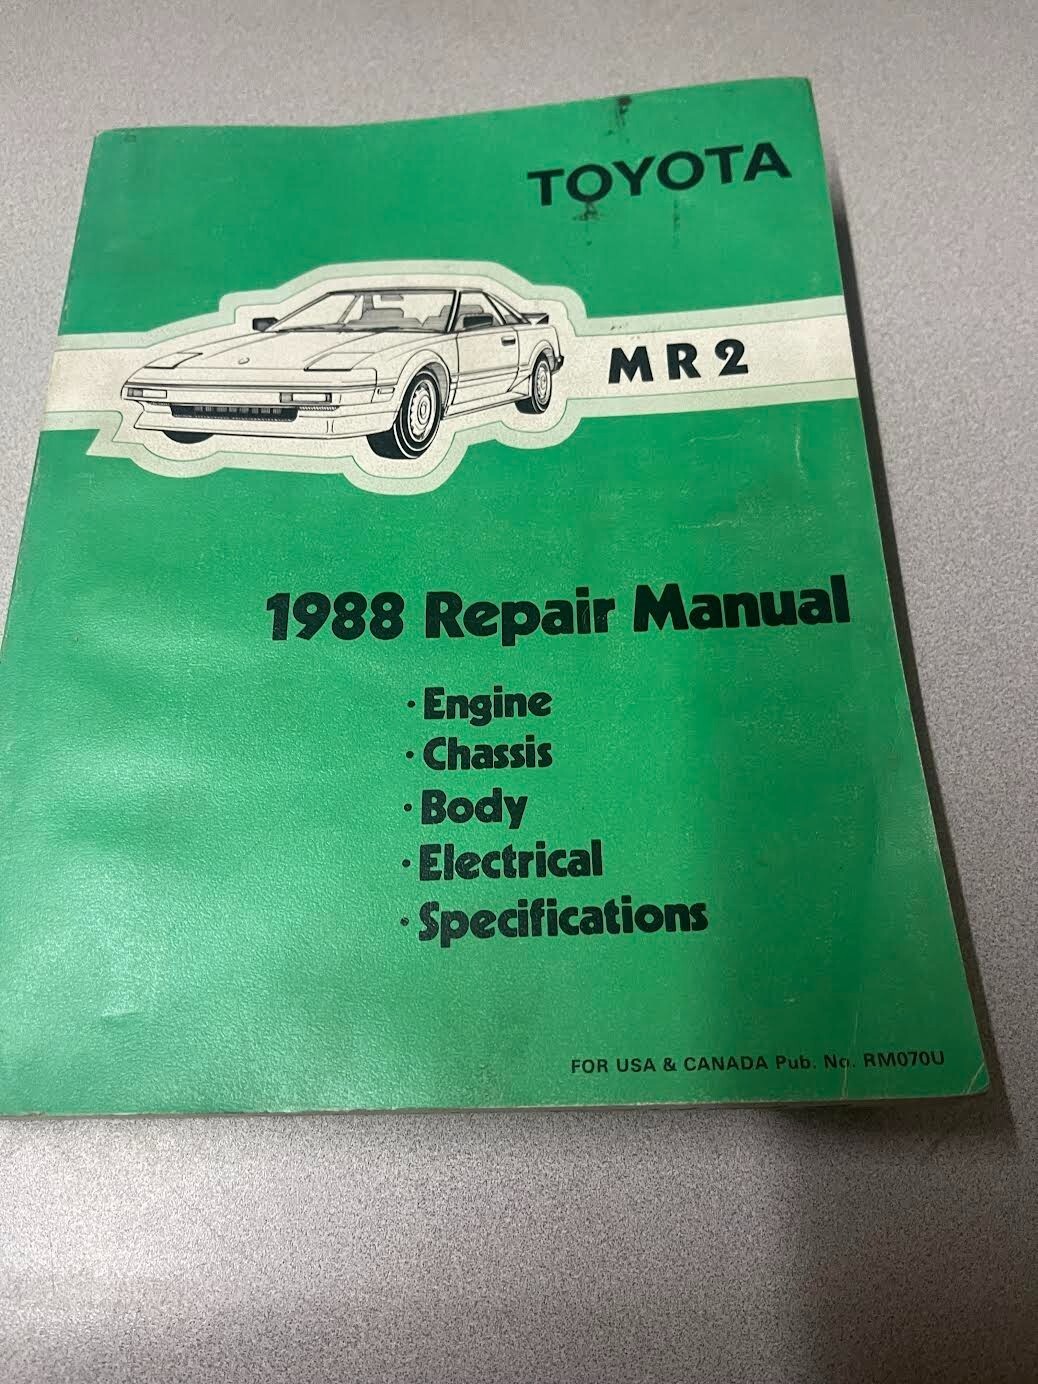 TOYOTA
MR2
1988 Repair Manual
· Engine
· Chassis
· Body
· Electrical
· Specifications
FOR USA & CANADA Pub. No. RM070U